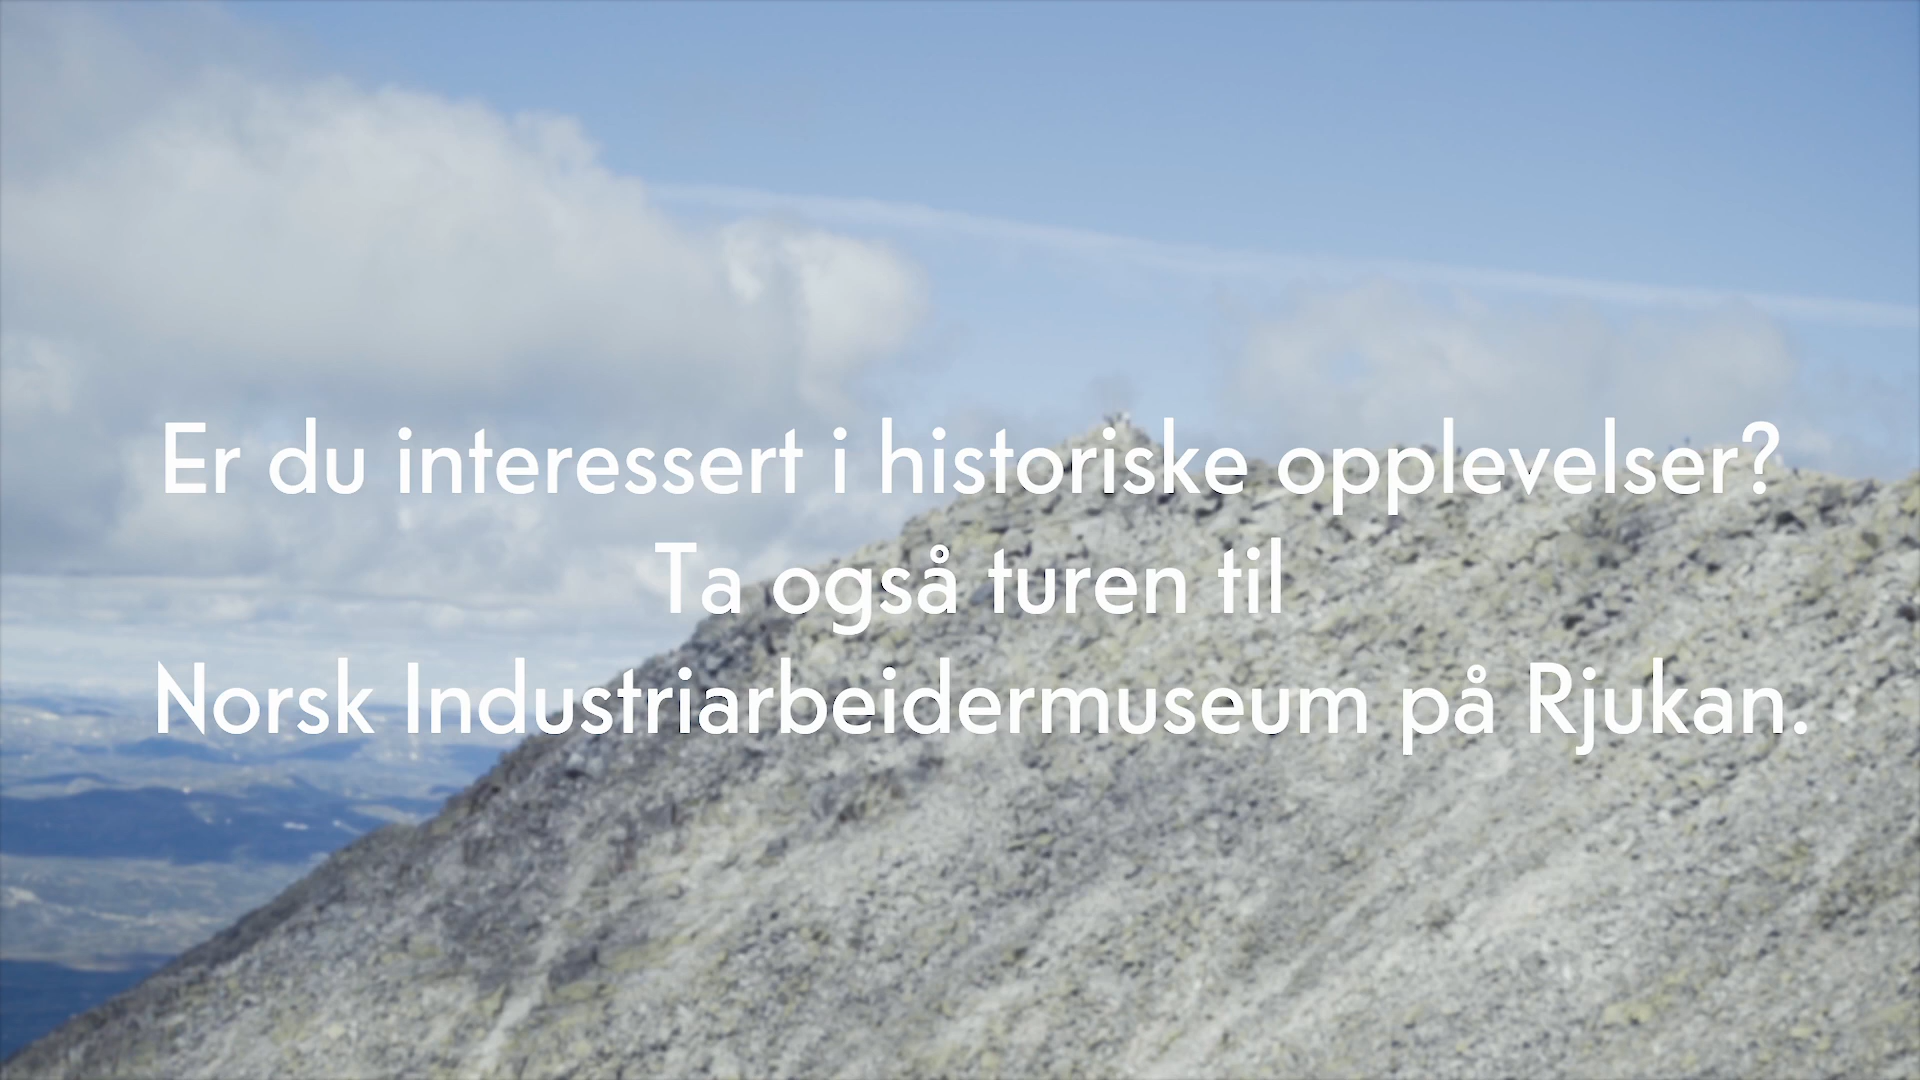 Er du interessert i historiske opplevelser?
Ta også turen til
Norsk Industriarbeidermuseum på Rjukan.